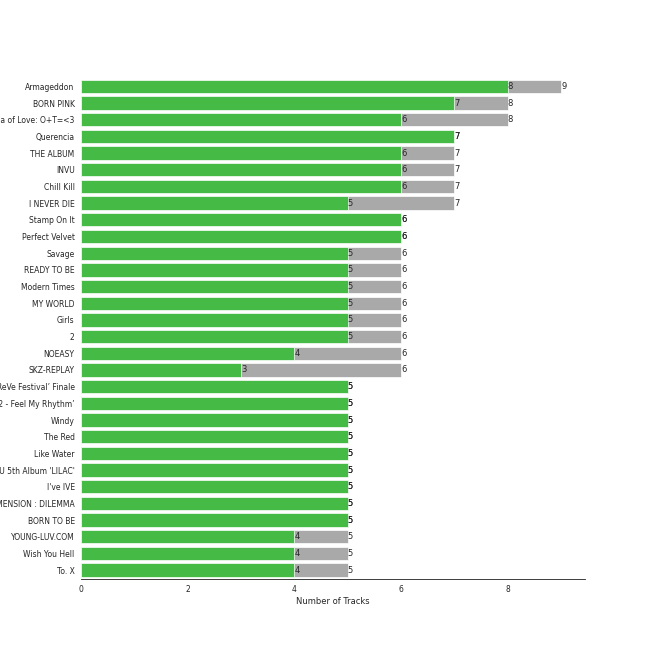 Armageddon 8 9
BORN PINK 7 8
a of Love: O+T=<3 6 8
Querencia 7
THE ALBUM 6 7
INVU 6 7
Chill Kill 6 7
I NEVER DIE 5 7
Stamp On It 6
Perfect Velvet 6
Savage 5 6
READY TO BE 5 6
Modern Times 5 6
MY WORLD 5 6
Girls 5 6
2 5 6
NOEASY 4 6
SKZ-REPLAY 3 6
ReVe Festival' Finale 5
2 - Feel My Rhythm' 5
Windy 5
The Red 5
Like Water 5
U 5th Album 'LILAC' 5
I've IVE 5
MENSION : DILEMMA 5
BORN TO BE 5
YOUNG-LUV.COM 4 5
Wish You Hell 4 5
To. X 4 5
0 2 4 6 8
Number of Tracks